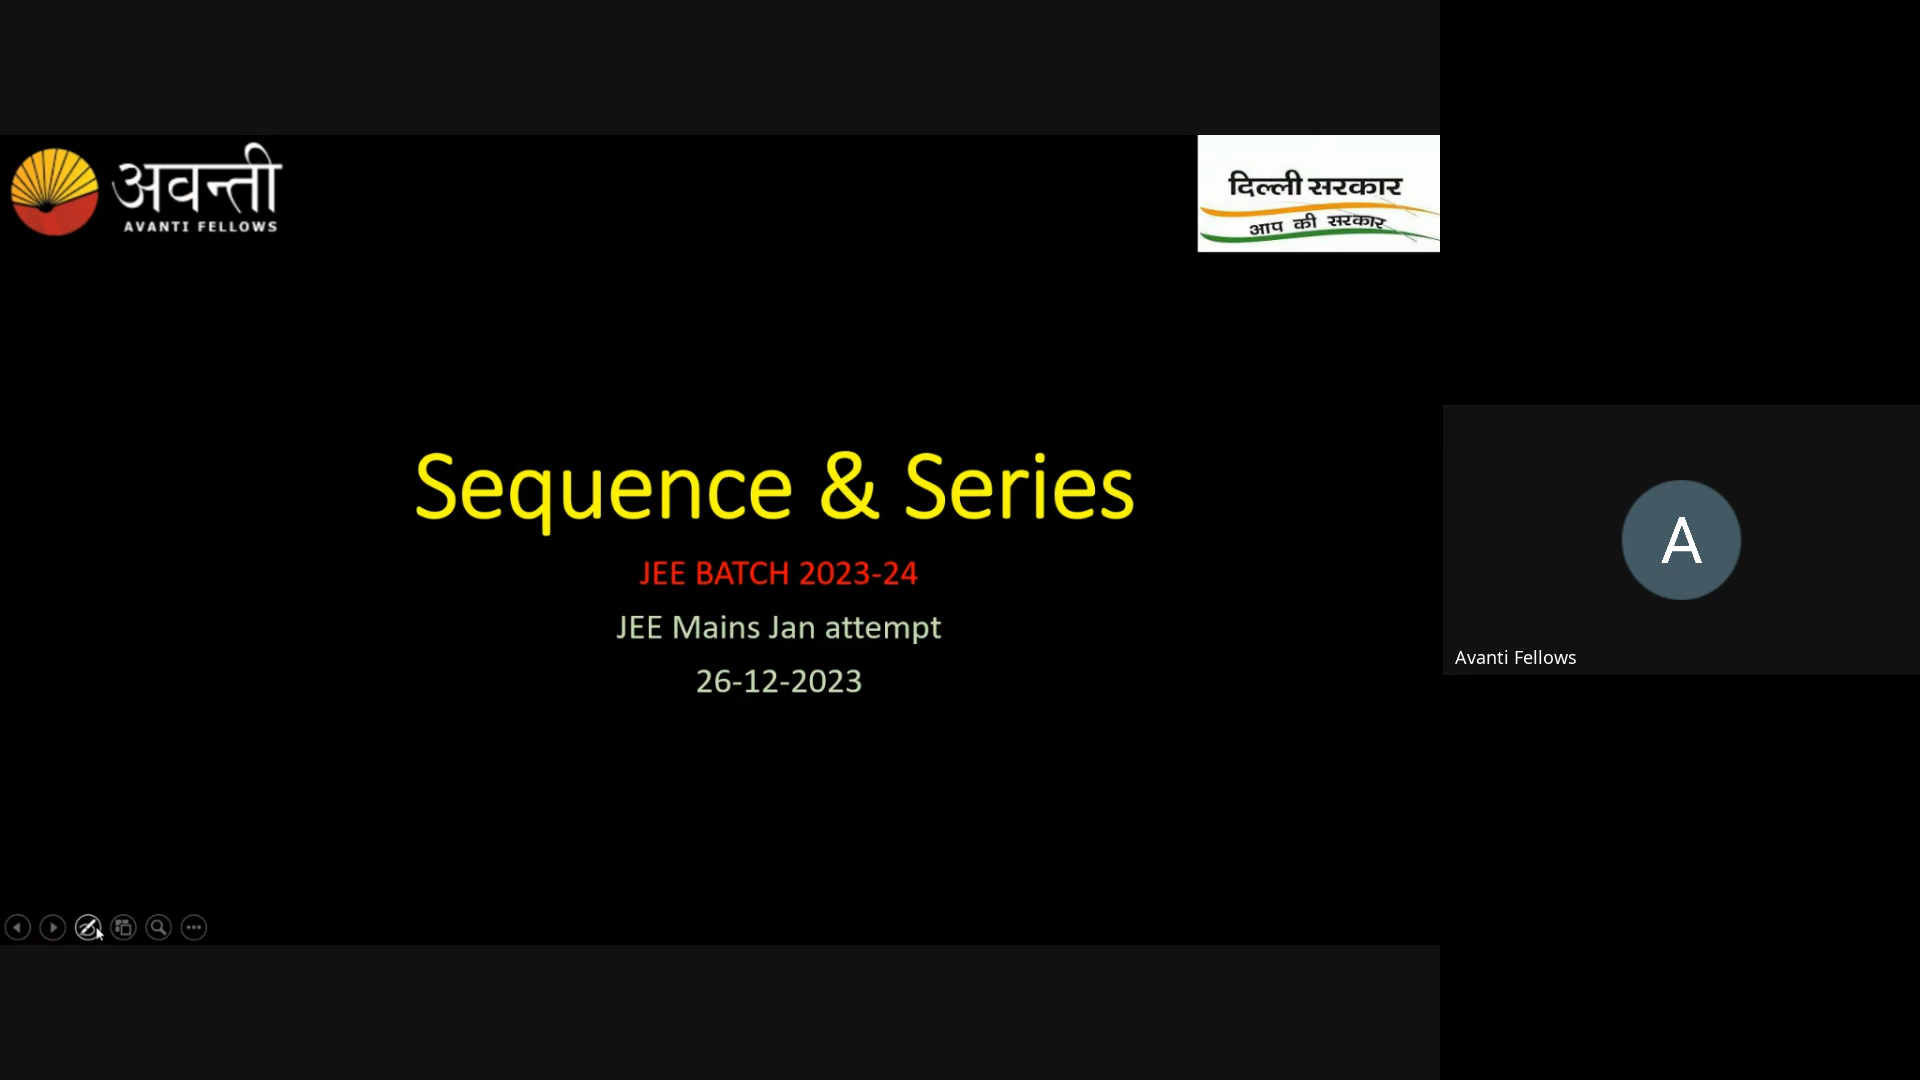 अवन्ती
AVANTI FELLOWS
दिल्ली सरकार
आप की सरकार
Sequence & Series
JEE BATCH 2023-24
JEE Mains Jan attempt
26-12-2023
A
Avanti Fellows